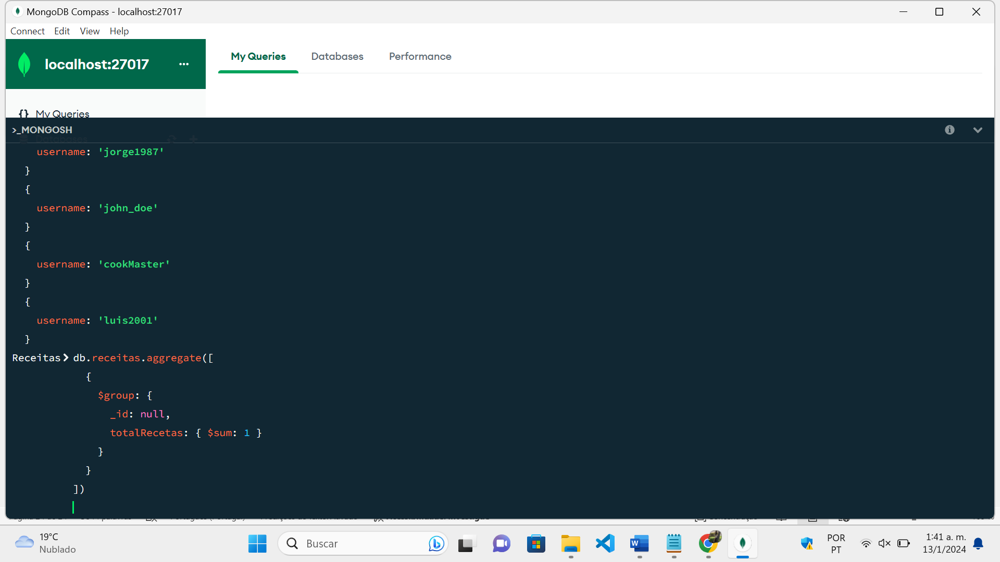 MongoDB Compass - localhost:27017
Connect Edit View Help
localhost:27017 ...
My Queries Databases Performance
{} My Queries
>_MONGOSH
Databases
username: 'jorge1987'
}
{
username: 'john_doe'
}
{
username: 'cookMaster'
}
{
username: 'luis2001'
}
Receitas> db.receitas.aggregate([
{
$group: {
_id: null,
totalRecetas: { $sum: 1 }
}
}
])
19°C
Nublado
Buscar
POR
PT
1:41 a. m.
13/1/2024